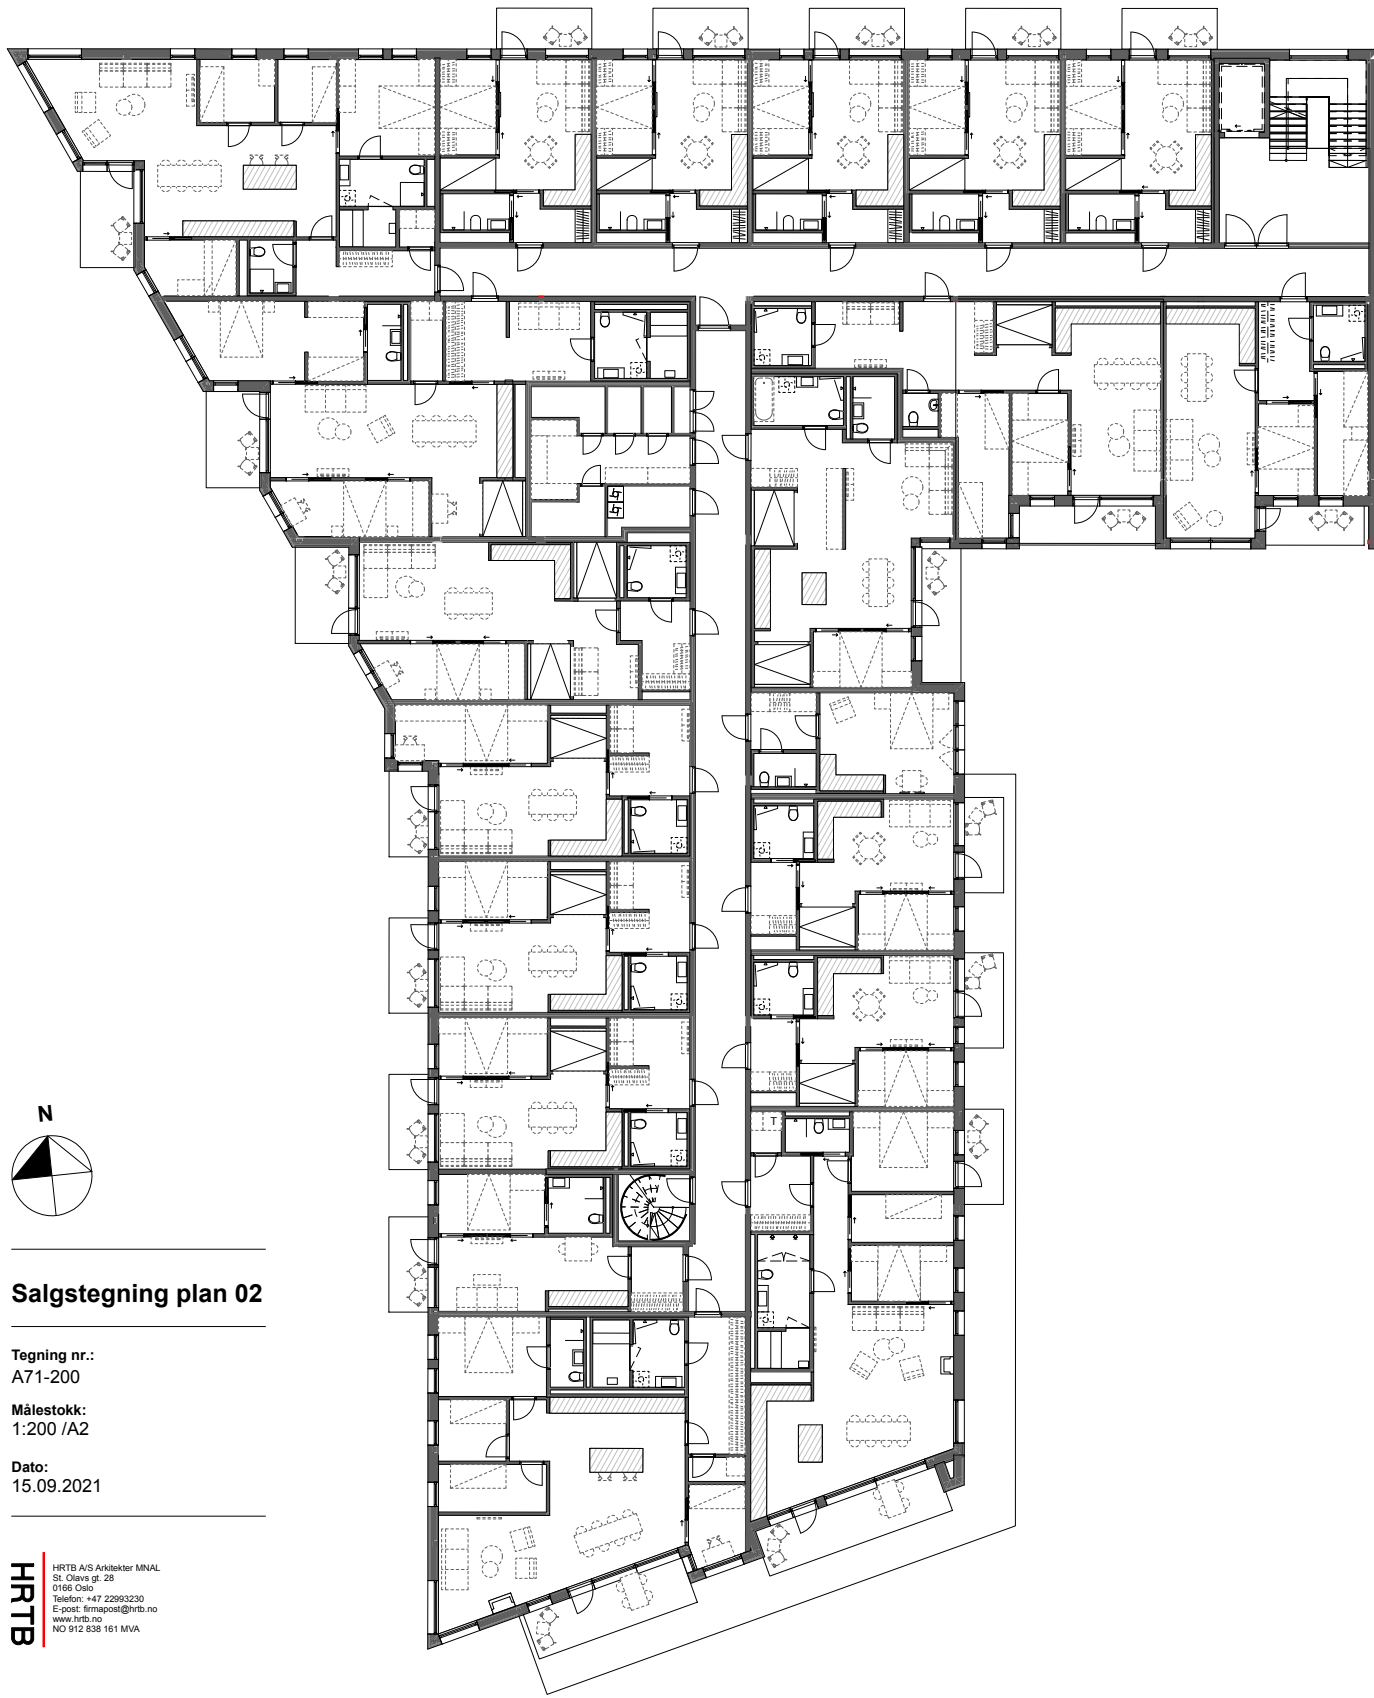 N
Salgstegning plan 02
Tegning nr.:
A71-200
Målestokk:
1:200 /A2
Dato:
15.09.2021
HRTB
HRTB A/S Arkitekter MNAL
St. Olavs gt. 28
0166 Oslo
Telefon: +47 22993230
E-post: firmapost@hrtb.no
www.hrtb.no
NO 912 838 161 MVA
T